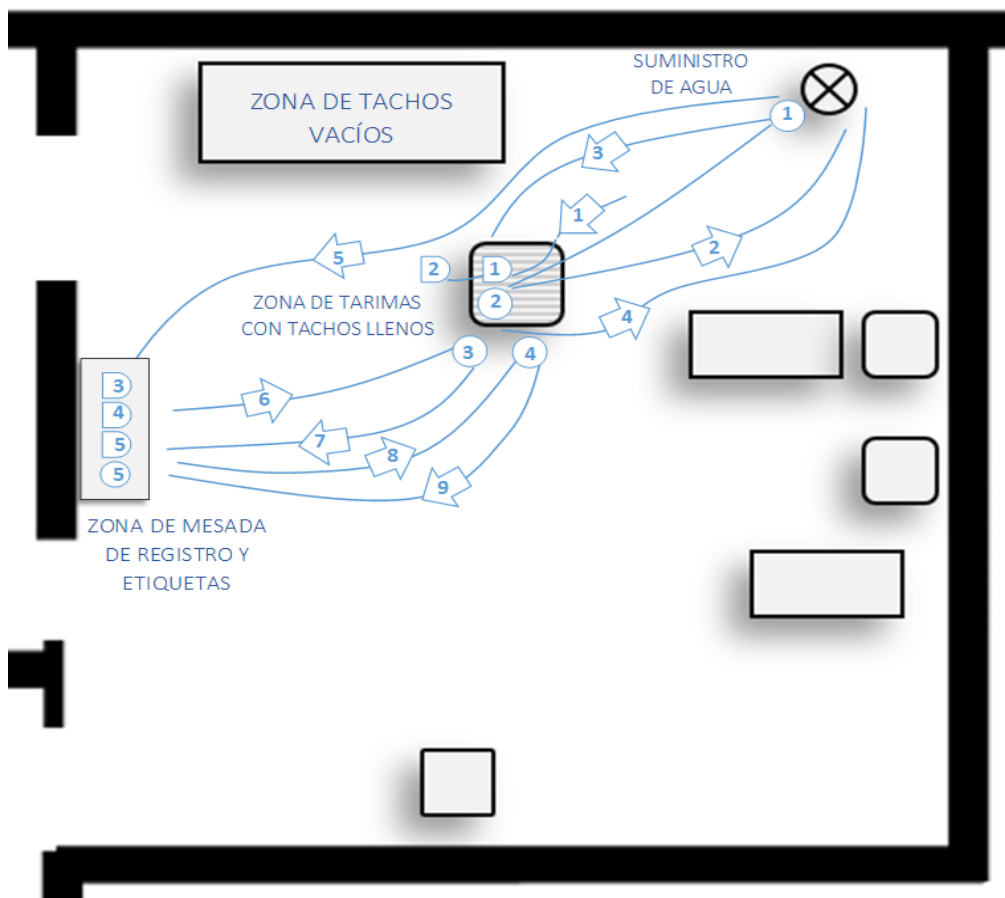 SUMINISTRO
DE AGUA
ZONA DE TACHOS
VACÍOS
1
3
1
5
2
2
1
2
ZONA DE TARIMAS
CON TACHOS LLENOS
4
3
4
3
4
5
5
6
7
8
9
ZONA DE MESADA
DE REGISTRO Y
ETIQUETAS